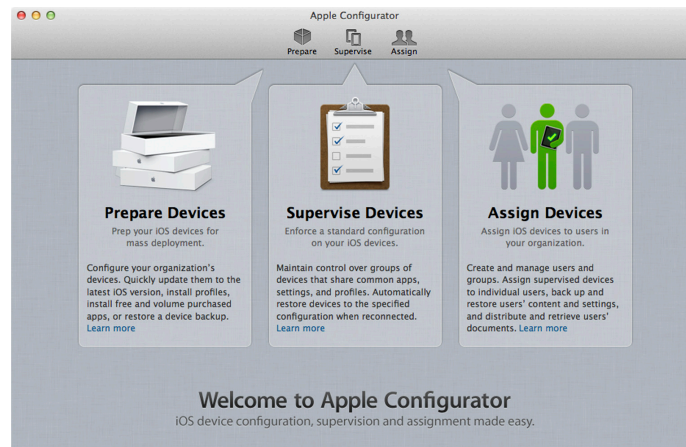 Apple Configurator
Prepare
Supervise
Assign
Prepare Devices
Prep your iOS devices for
mass deployment.
Configure your organization's
devices. Quickly update them to the
latest iOS version, install profiles,
install free and volume purchased
apps, or restore a device backup.
Learn more
Supervise Devices
Enforce a standard configuration
on your iOS devices.
Maintain control over groups of
devices that share common apps,
settings, and profiles. Automatically
restore devices to the specified
configuration when reconnected.
Learn more
Assign Devices
Assign iOS devices to users in
your organization.
Create and manage users and
groups. Assign supervised devices
to individual users, back up and
restore users' content and settings,
and distribute and retrieve users'
documents. Learn more
Welcome to Apple Configurator
iOS device configuration, supervision and assignment made easy.